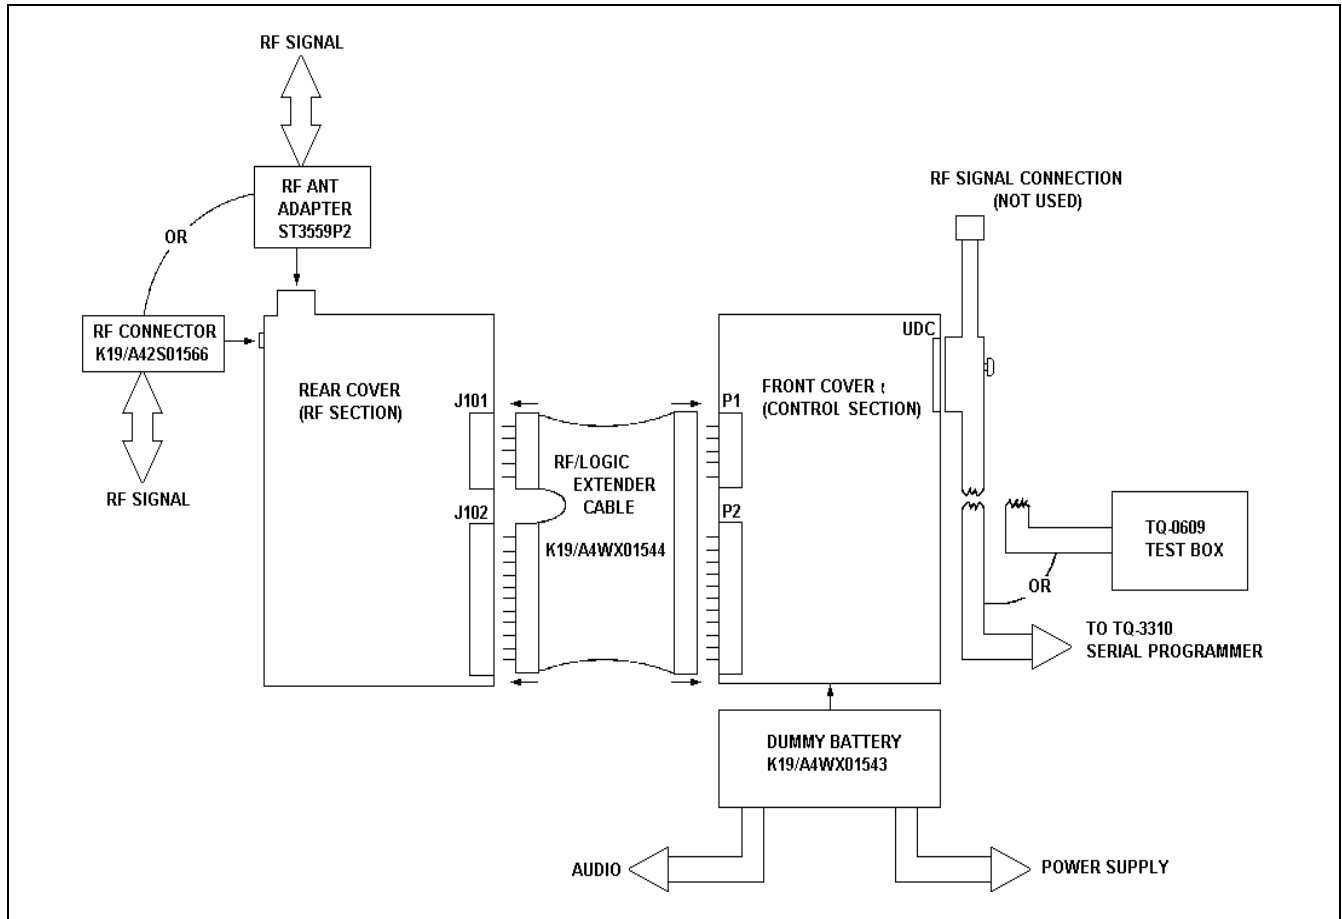 RF SIGNAL
RF ANT
ADAPTER
ST3559P2
OR
RF CONNECTOR
K19/A42S01566
RF SIGNAL
REAR COVER
(RF SECTION)
J101
J102
RF/LOGIC
EXTENDER
CABLE
K19/A4WX01544
P1
P2
FRONT COVER t
(CONTROL SECTION)
UDC
RF SIGNAL CONNECTION
(NOT USED)
TQ-0609
TEST BOX
OR
TO TQ-3310
SERIAL PROGRAMMER
DUMMY BATTERY
K19/A4WX01543
AUDIO
POWER SUPPLY